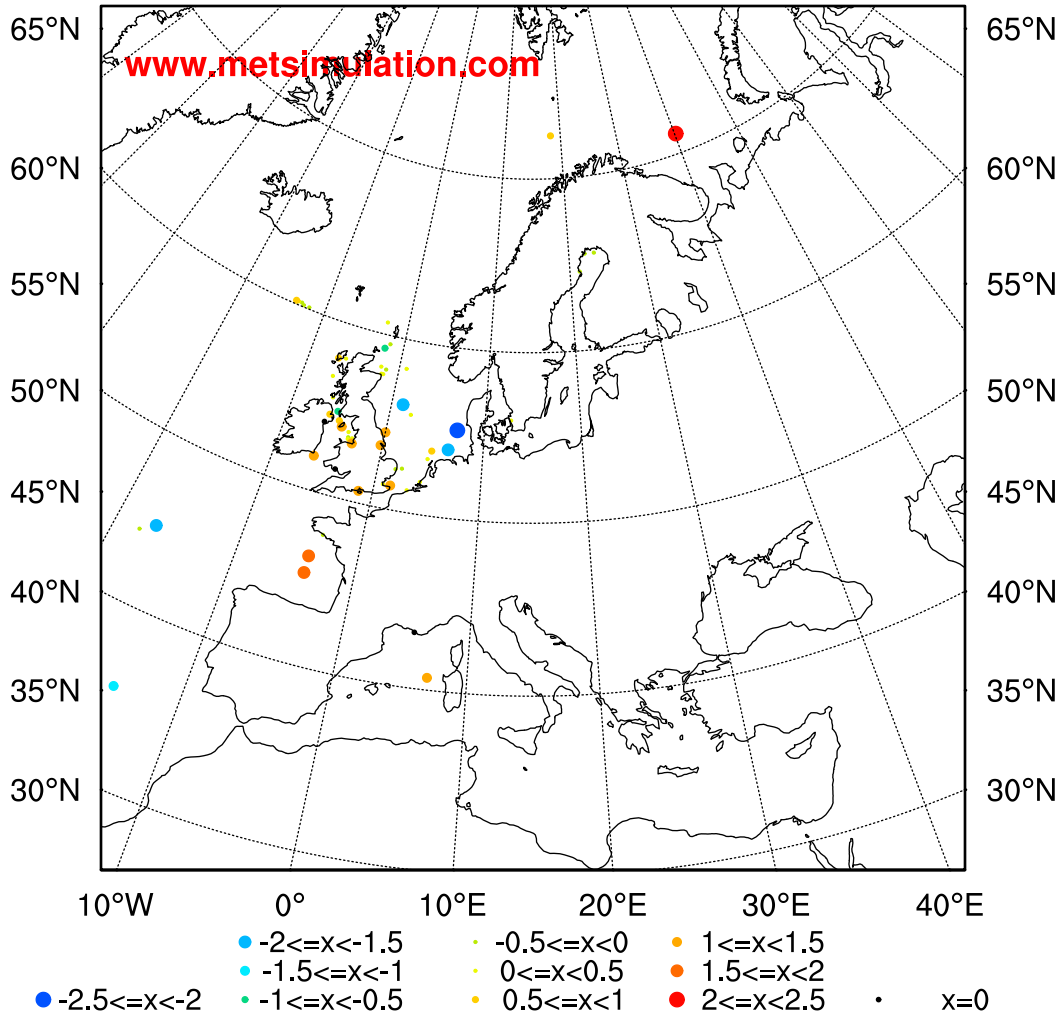 65°N 65°N
www.metsimulation.com
60°N 60°N
55°N 55°N
50°N 50°N
45°N 45°N
40°N 40°N
35°N 35°N
30°N 30°N
10°W 0° 10°E 20°E 30°E 40°E
-2<=x<-1.5 -0.5<=x<0 1<=x<1.5
-1.5<=x<-1 0<=x<0.5 1.5<=x<2
-2.5<=x<-2 -1<=x<-0.5 0.5<=x<1 2<=x<2.5 x=0